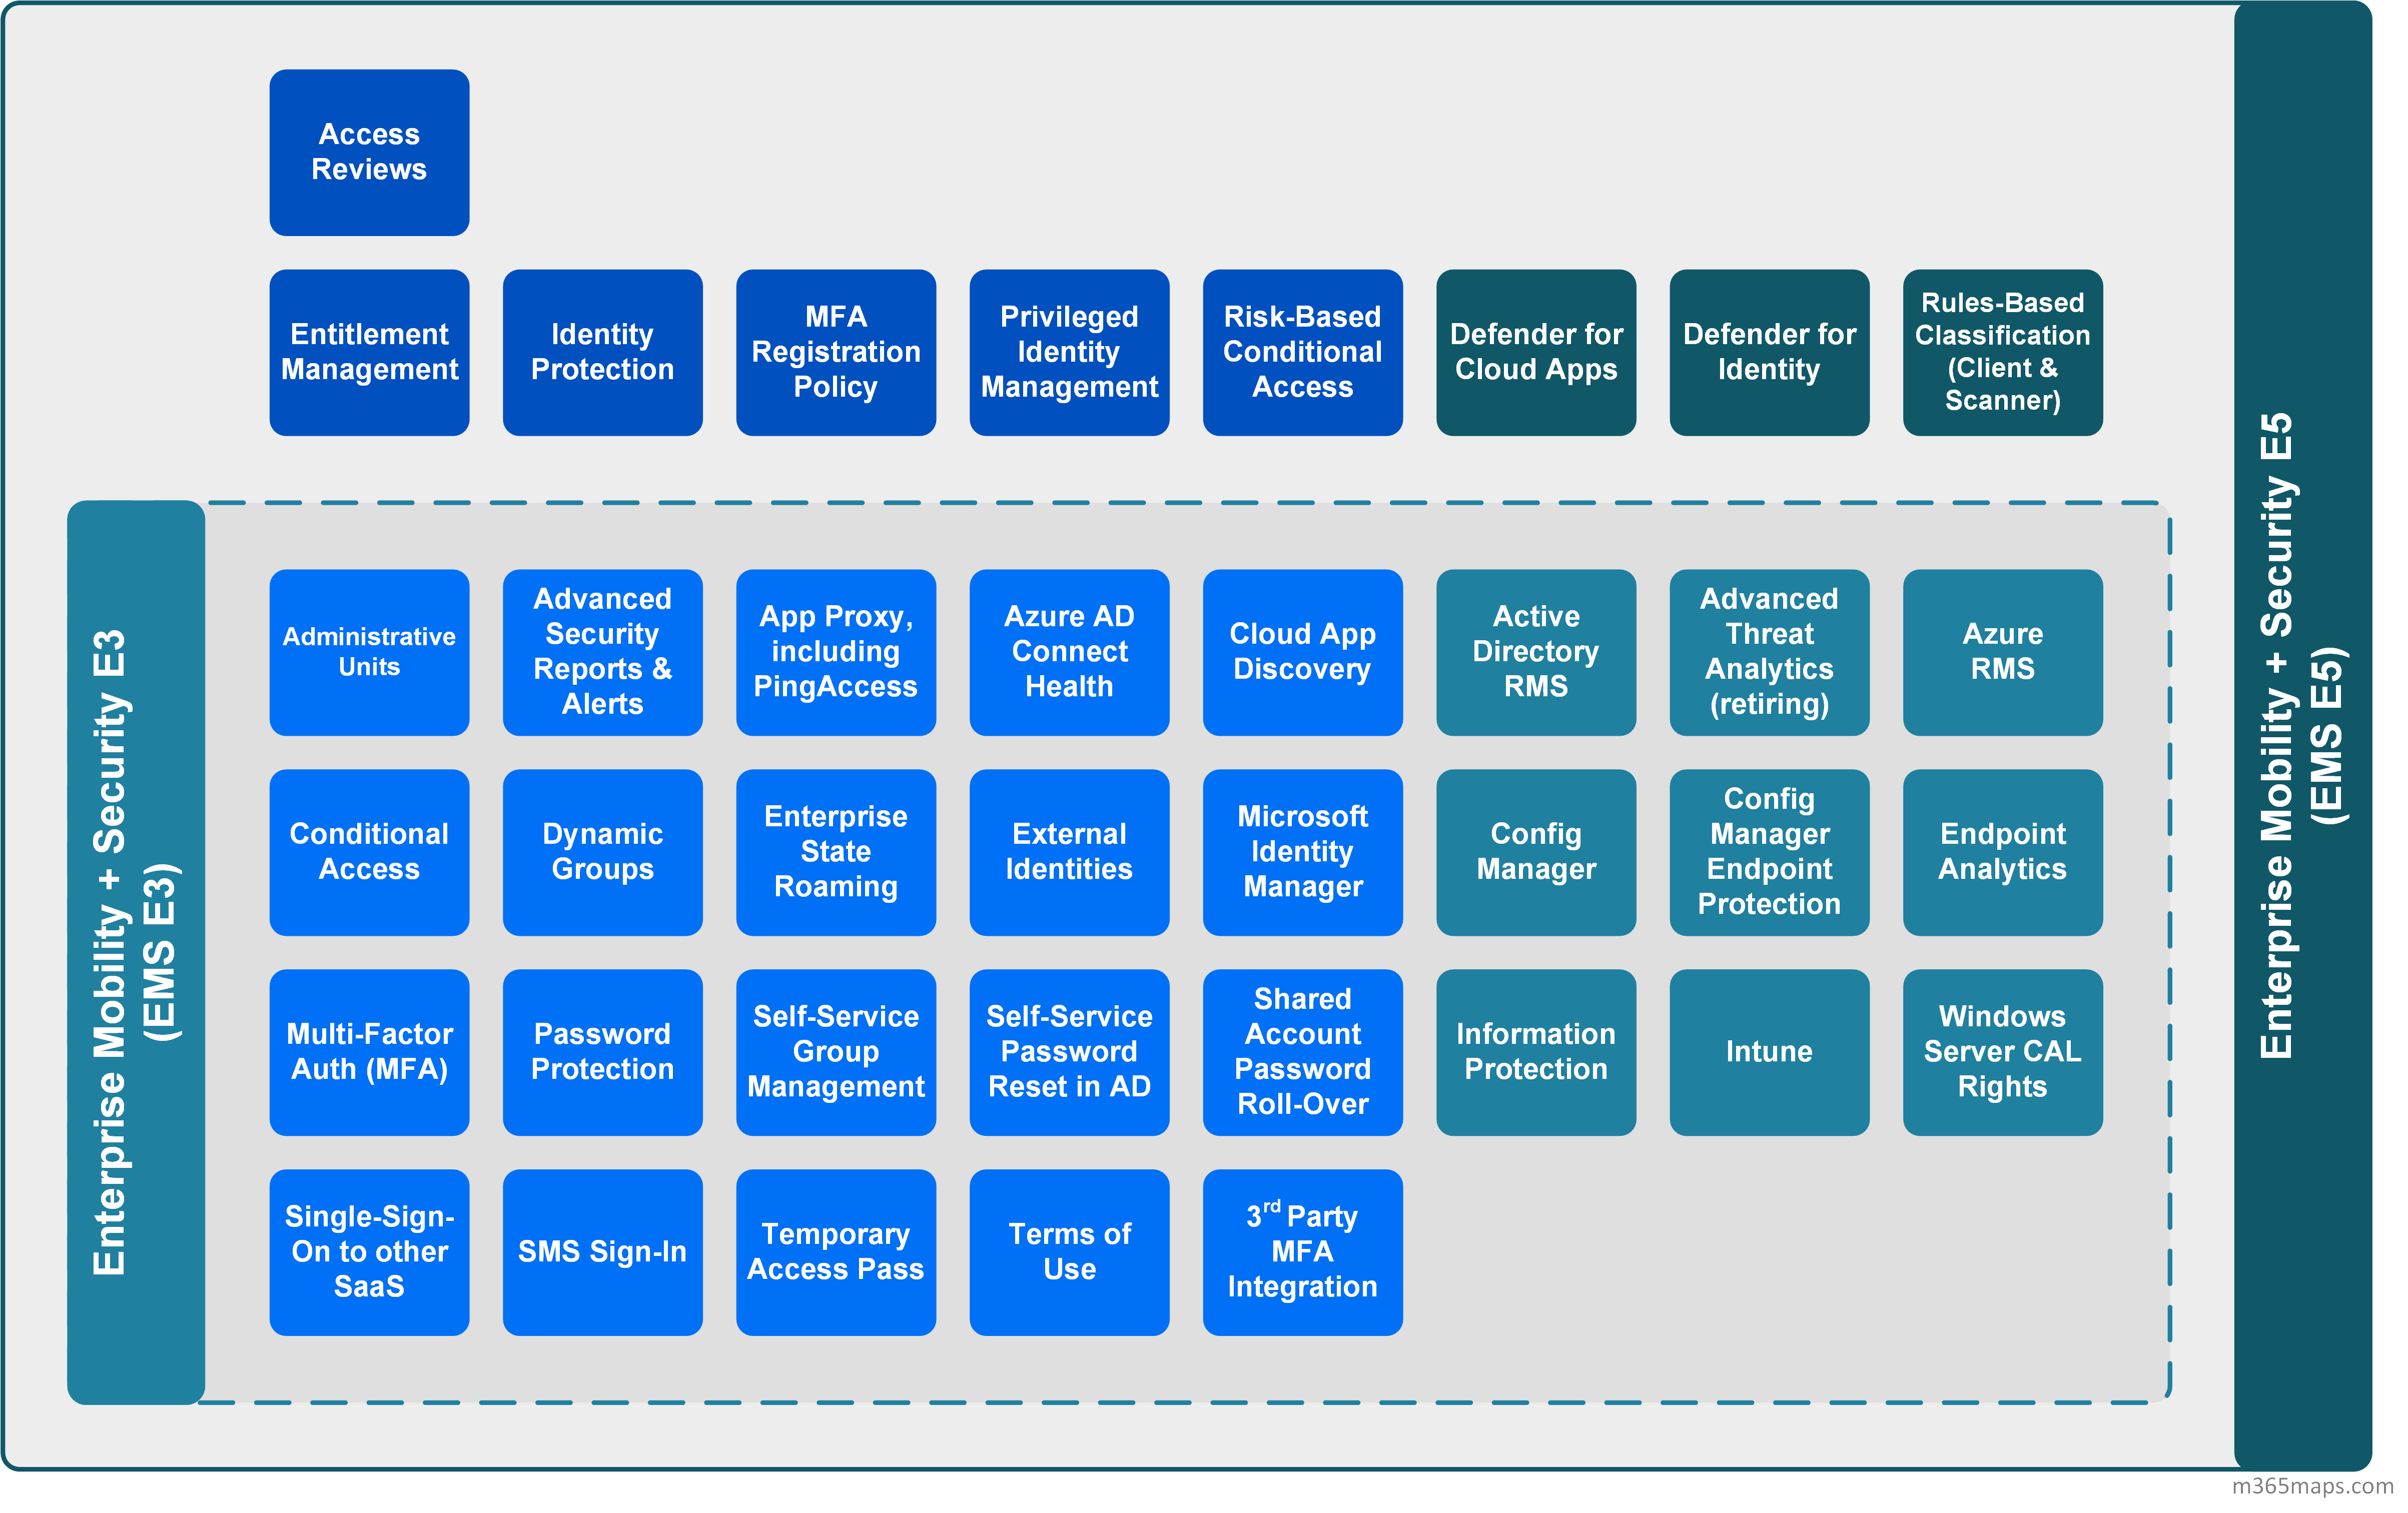 Access
Reviews
Entitlement
Management
Identity
Protection
MFA
Registration
Policy
Privileged
Identity
Management
Risk-Based
Conditional
Access
Defender for
Cloud Apps
Defender for
Identity
Rules-Based
Classification
(Client &
Scanner)
Enterprise Mobility + Security E3
(EMS E3)
Administrative
Units
Advanced
Security
Reports &
Alerts
App Proxy,
including
PingAccess
Azure AD
Connect
Health
Cloud App
Discovery
Active
Directory
RMS
Advanced
Threat
Analytics
(retiring)
Azure
RMS
Conditional
Access
Dynamic
Groups
Enterprise
State
Roaming
External
Identities
Microsoft
Identity
Manager
Config
Manager
Config
Manager
Endpoint
Protection
Endpoint
Analytics
Multi-Factor
Auth (MFA)
Password
Protection
Self-Service
Group
Management
Self-Service
Password
Reset in AD
Shared
Account
Password
Roll-Over
Information
Protection
Intune
Windows
Server CAL
Rights
Single-Sign-
On to other
SaaS
SMS Sign-In
Temporary
Access Pass
Terms of
Use
3rd Party
MFA
Integration
Enterprise Mobility + Security E5
(EMS E5)
m365maps.com